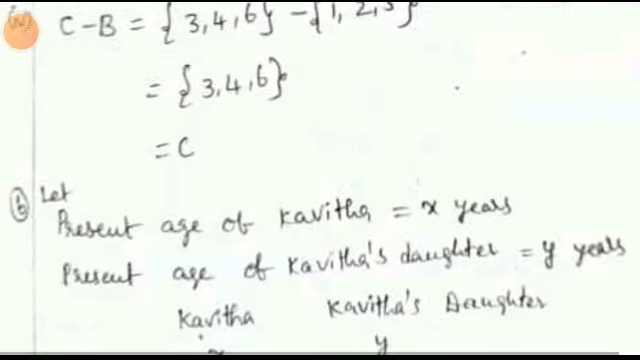 (iv) C-B = {3,4,6} - {1,2,5}
= {3,4,6}
= C
(b) Let
Present age of Kavitha = x years
Present age of Kavitha's daughter = y years
Kavitha Kavitha's Daughter
y